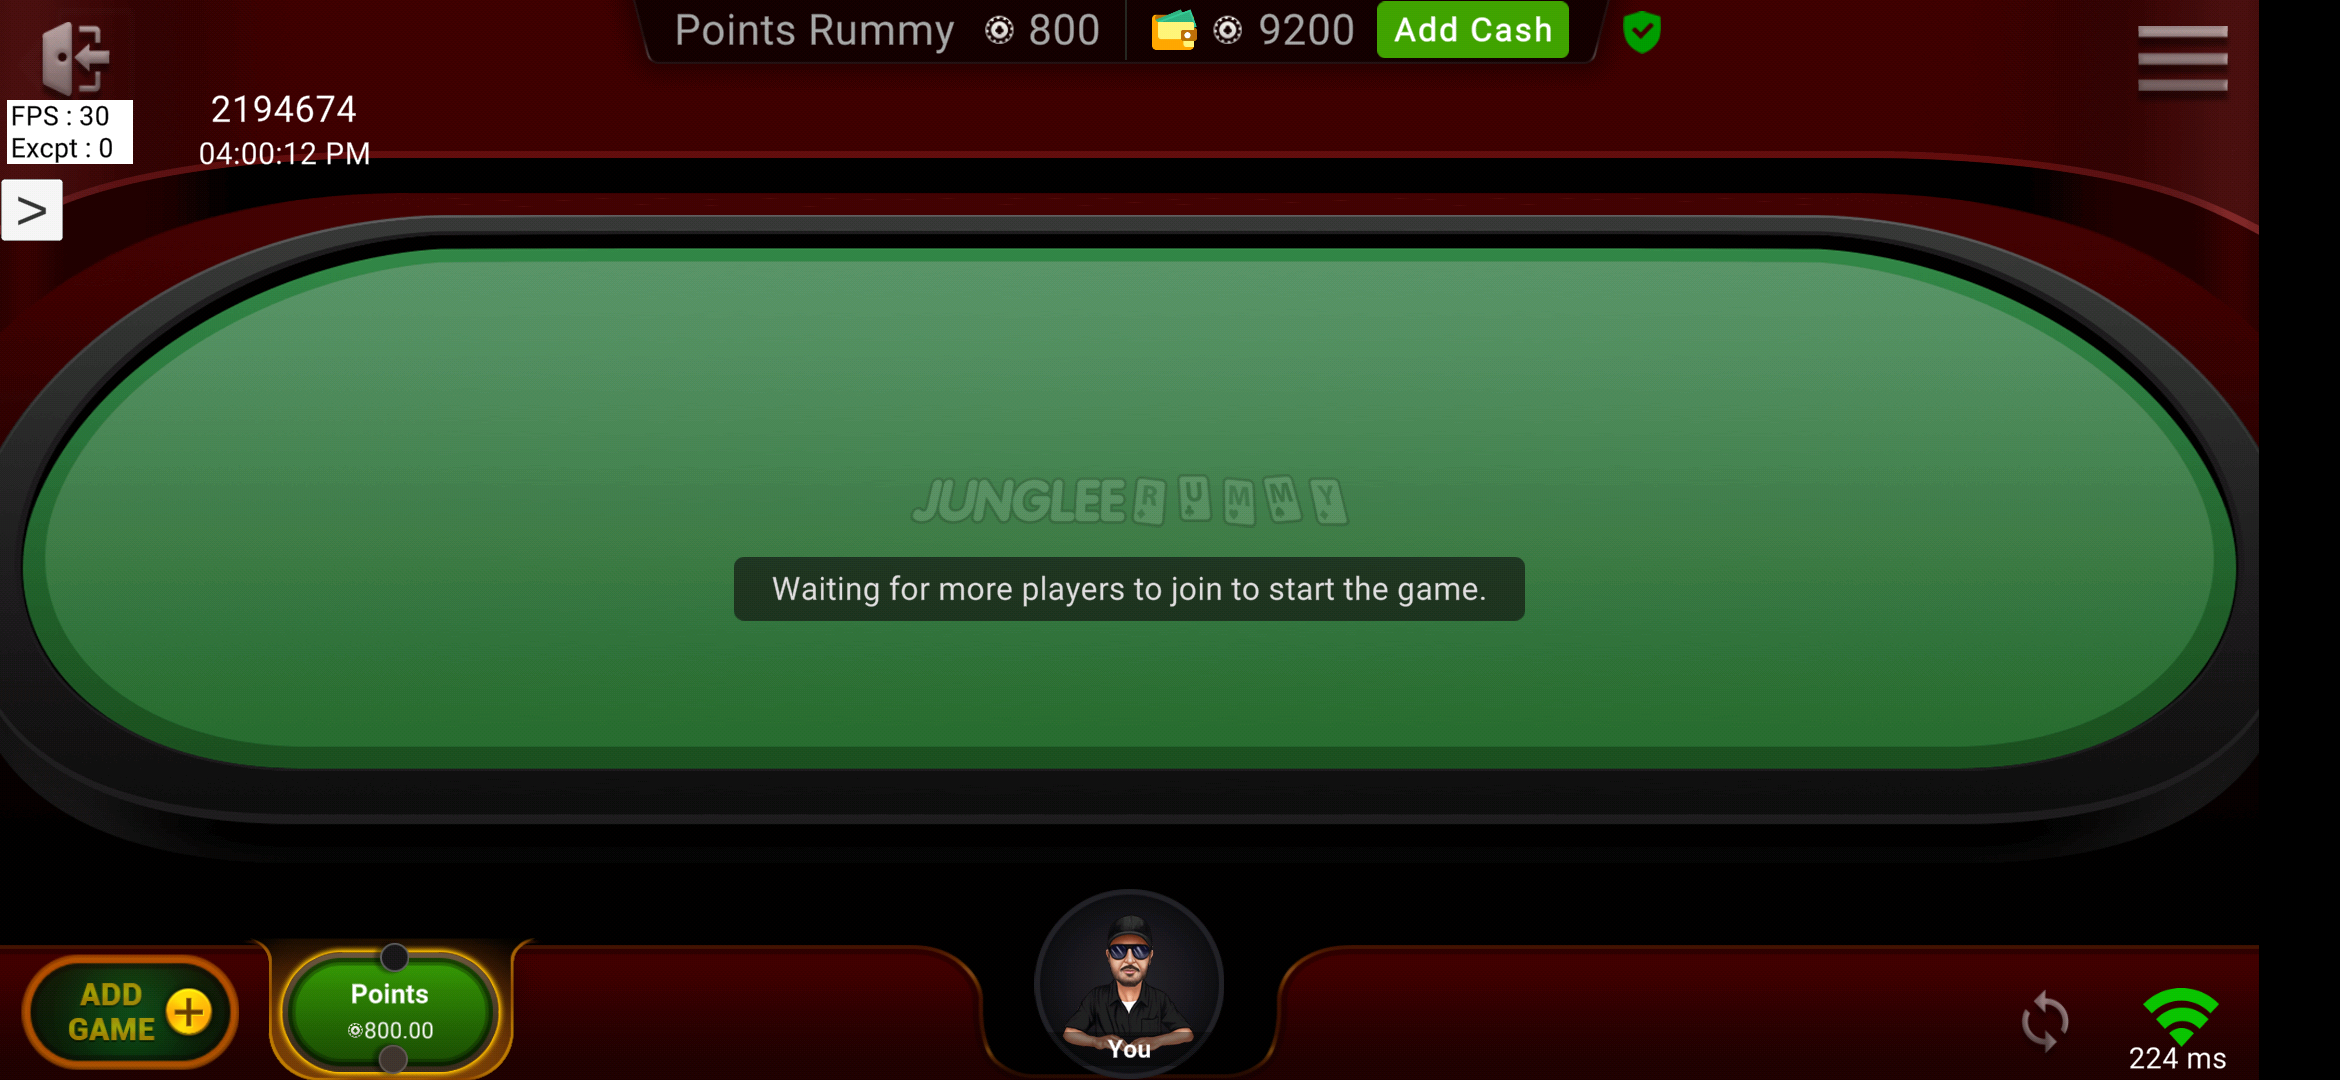 Points Rummy 800 9200 Add Cash
FPS : 30
Excpt : 0
2194674
04:00:12 PM
>
JUNGLEE RUMMY
Waiting for more players to join to start the game.
ADD
GAME
Points
800.00
You
224 ms